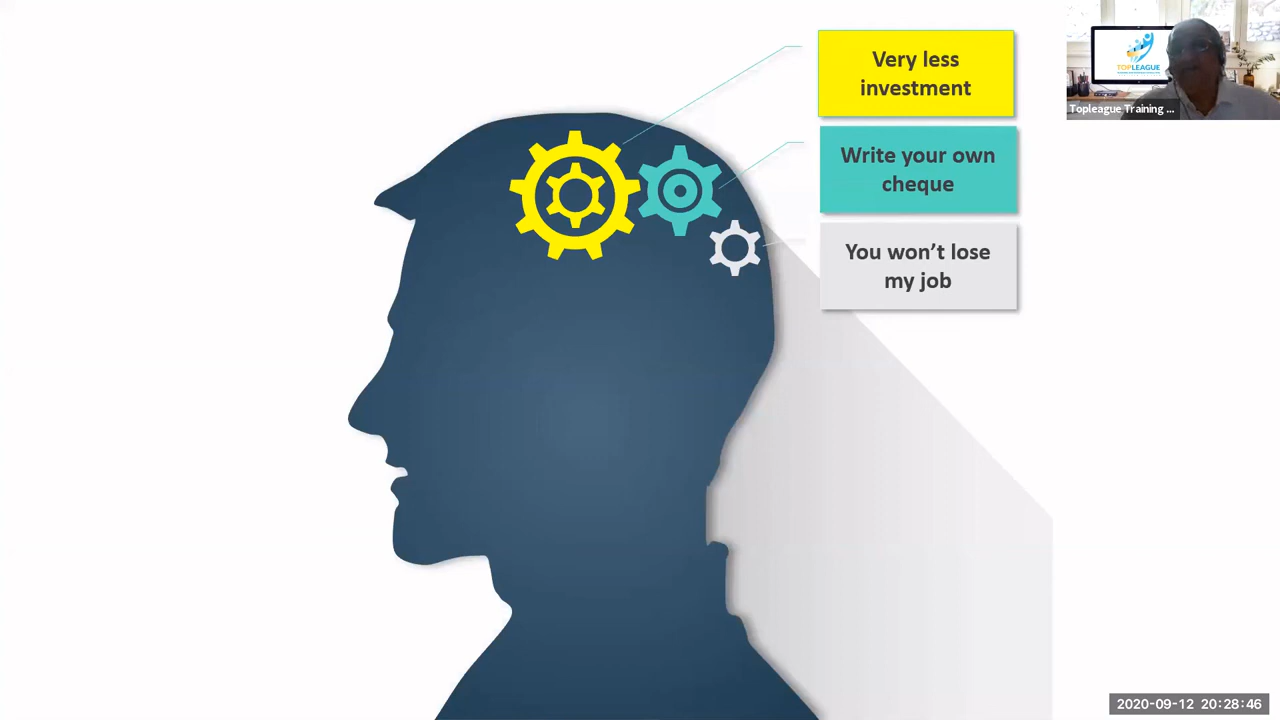 Very less
investment
Write your own
cheque
You won’t lose
my job
TOPLEAGUE
Topleague Training ...
2020-09-12 20:28:46